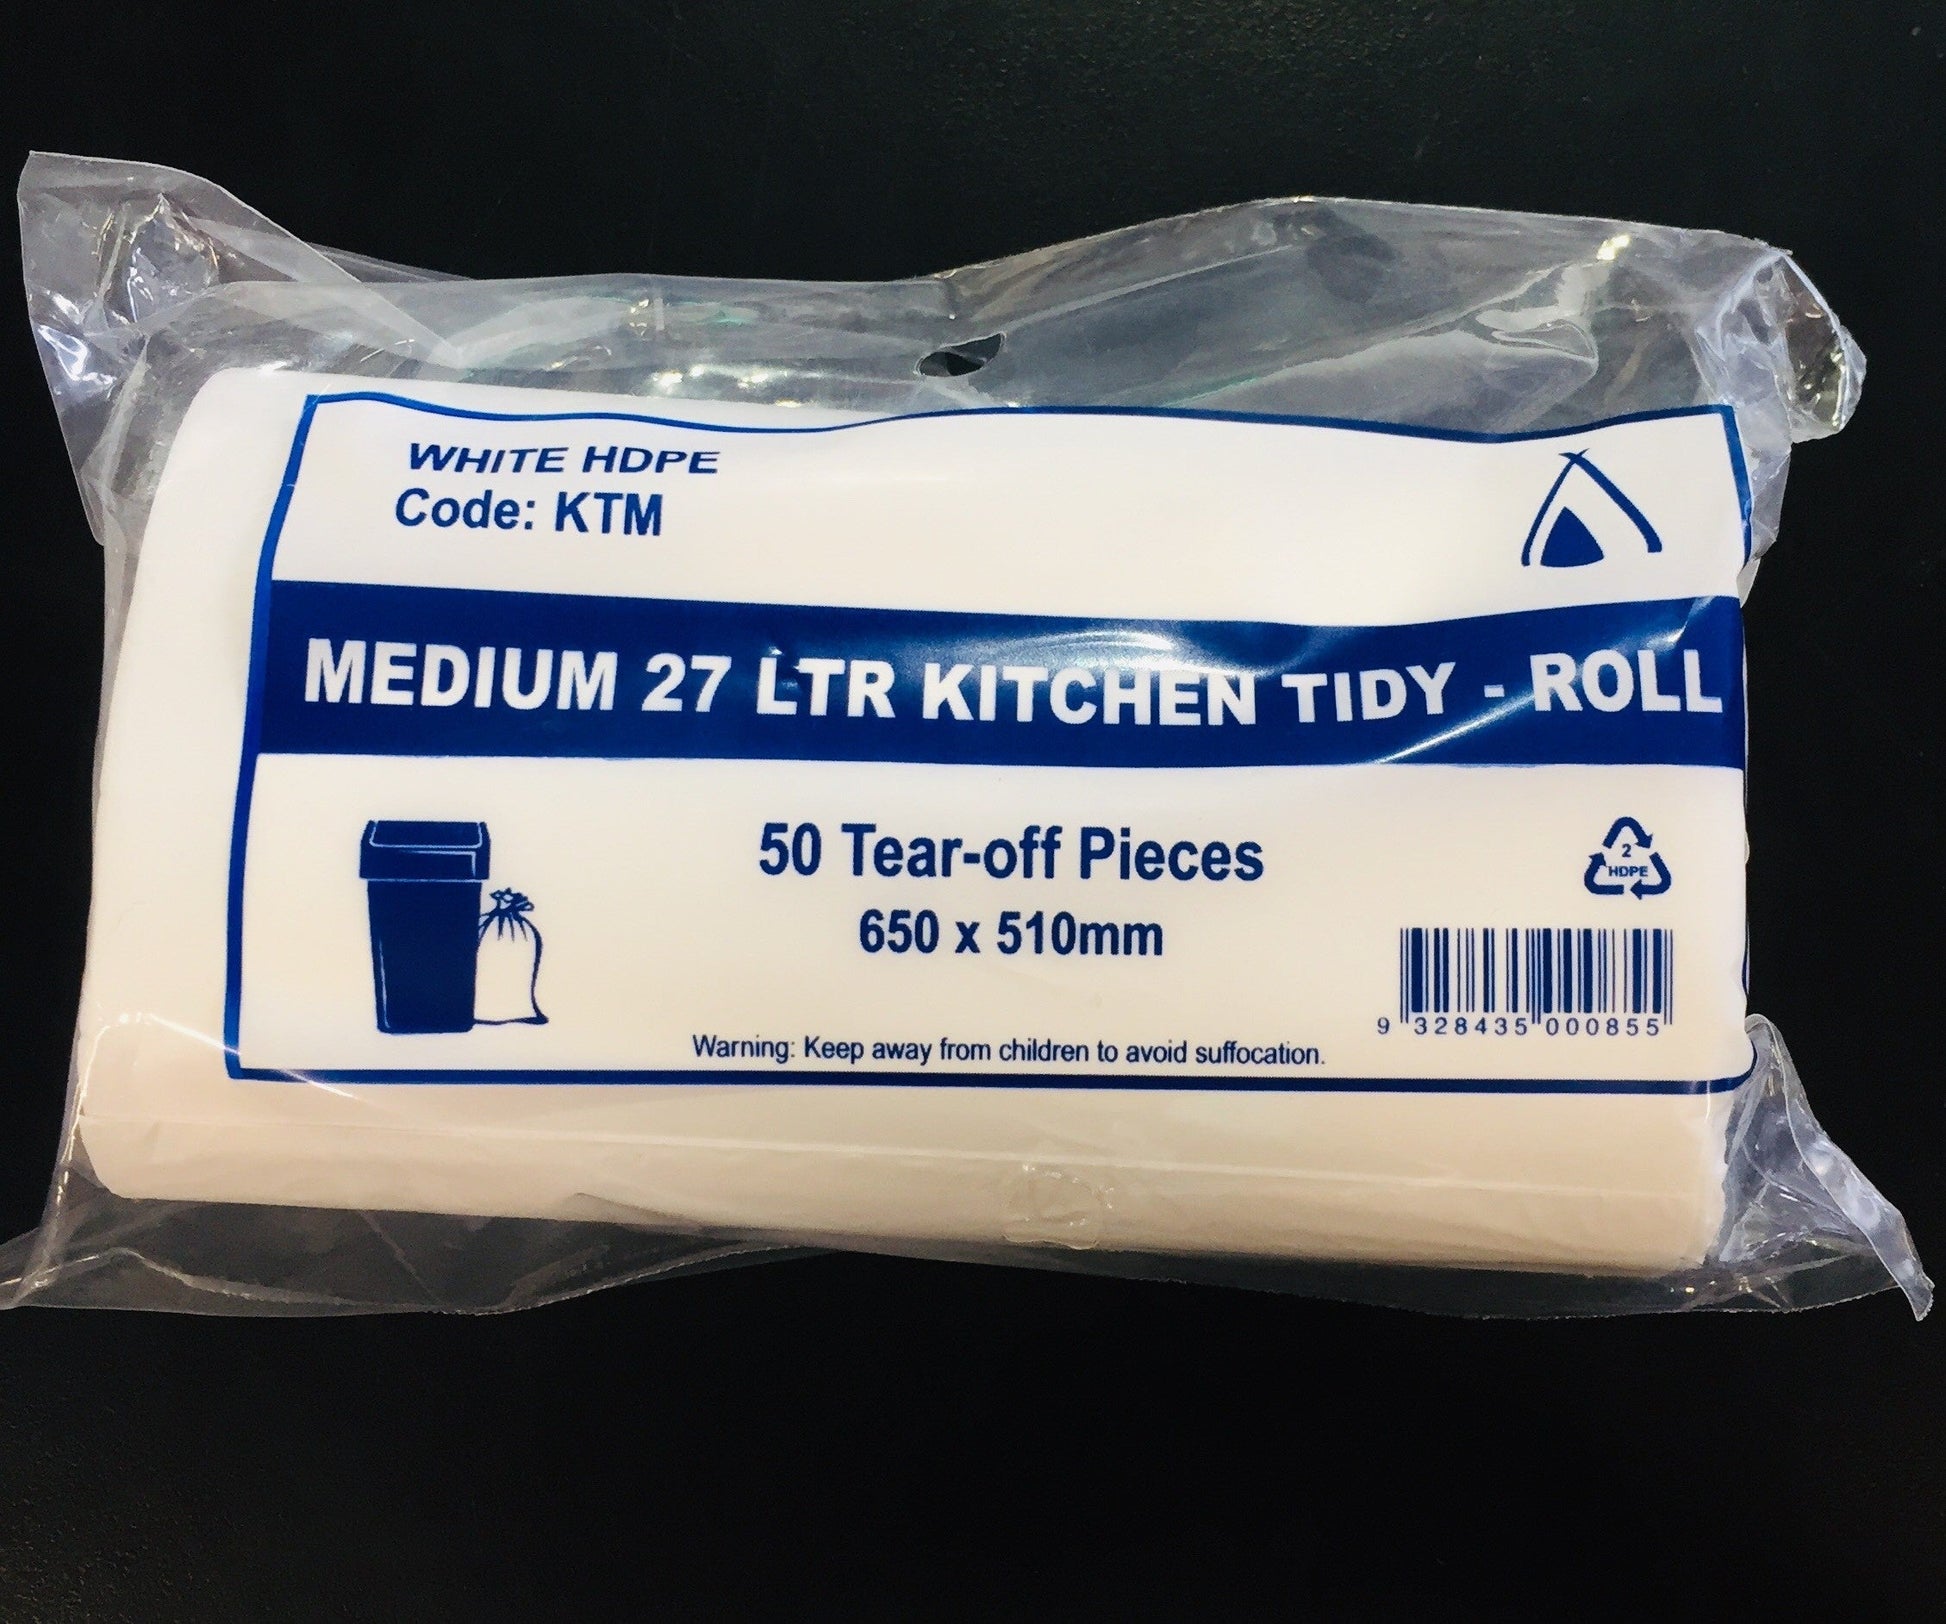 WHITE HDPE
Code: KTM
MEDIUM 27 LTR KITCHEN TIDY - ROLL
50 Tear-off Pieces
650 x 510mm
2
HDPE
9 328435 000855
Warning: Keep away from children to avoid suffocation.